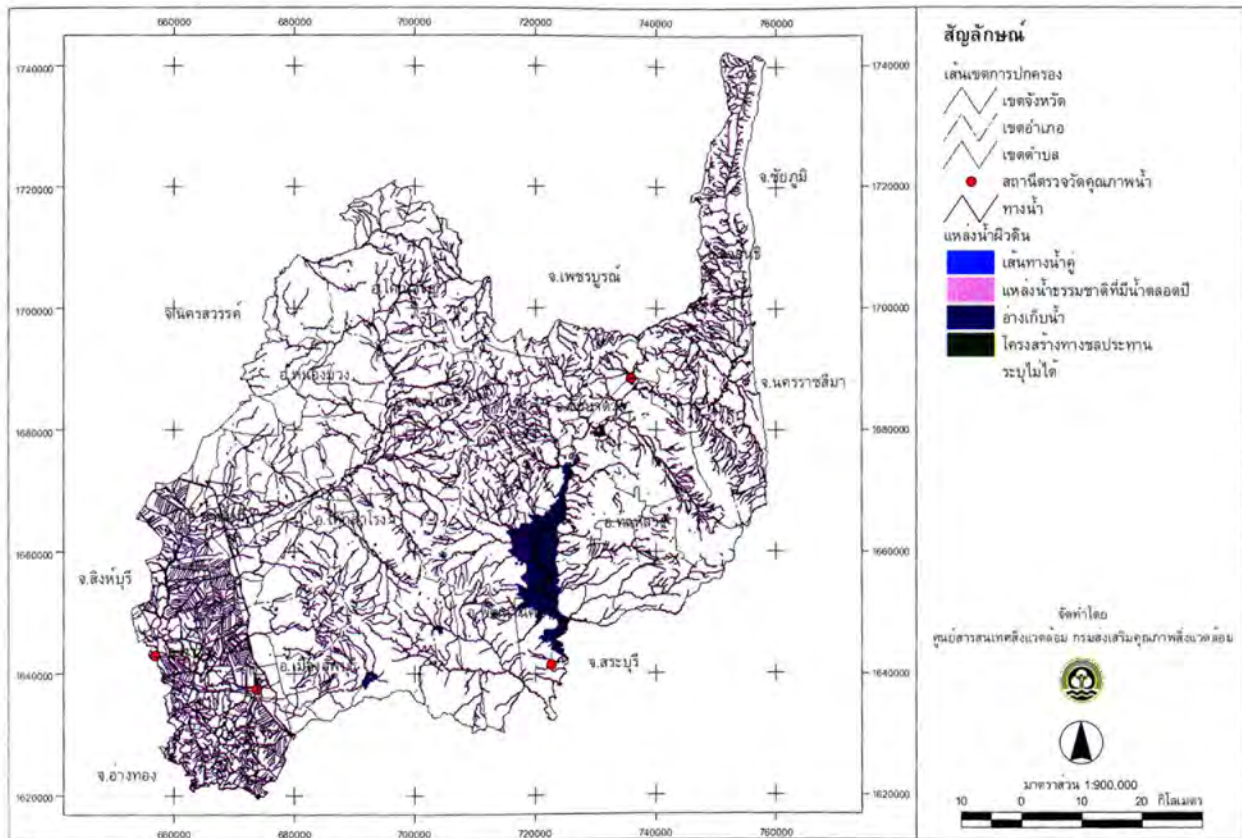 660000 680000 700000 720000 740000 760000
สัญลักษณ์
1740000 1740000
เส้นเขตการปกครอง
เขตจังหวัด
เขตอำเภอ
เขตตำบล
จ.ชัยภูมิ
สถานีตรวจวัดคุณภาพน้ำ
1720000 1720000
ทางน้ำ
แหล่งน้ำผิวดิน
เส้นทางน้ำคู่
จ.เพชรบูรณ์
แหล่งน้ำธรรมชาติที่มีน้ำตลอดปี
1700000 1700000
จ.นครสวรรค์
อ่างเก็บน้ำ
โครงสร้างทางชลประทาน
ระบุไม่ได้
อ.หนองม่วง
จ.นครราชสีมา
1680000 1680000
1660000 1660000
จ.สิงห์บุรี
จัดทำโดย
ศูนย์สารสนเทศสิ่งแวดล้อม กรมส่งเสริมคุณภาพสิ่งแวดล้อม
จ.สระบุรี
1640000 1640000
จ.อ่างทอง
มาตราส่วน 1:900,000
1620000 1620000
10 0 10 20 กิโลเมตร
660000 680000 700000 720000 740000 760000